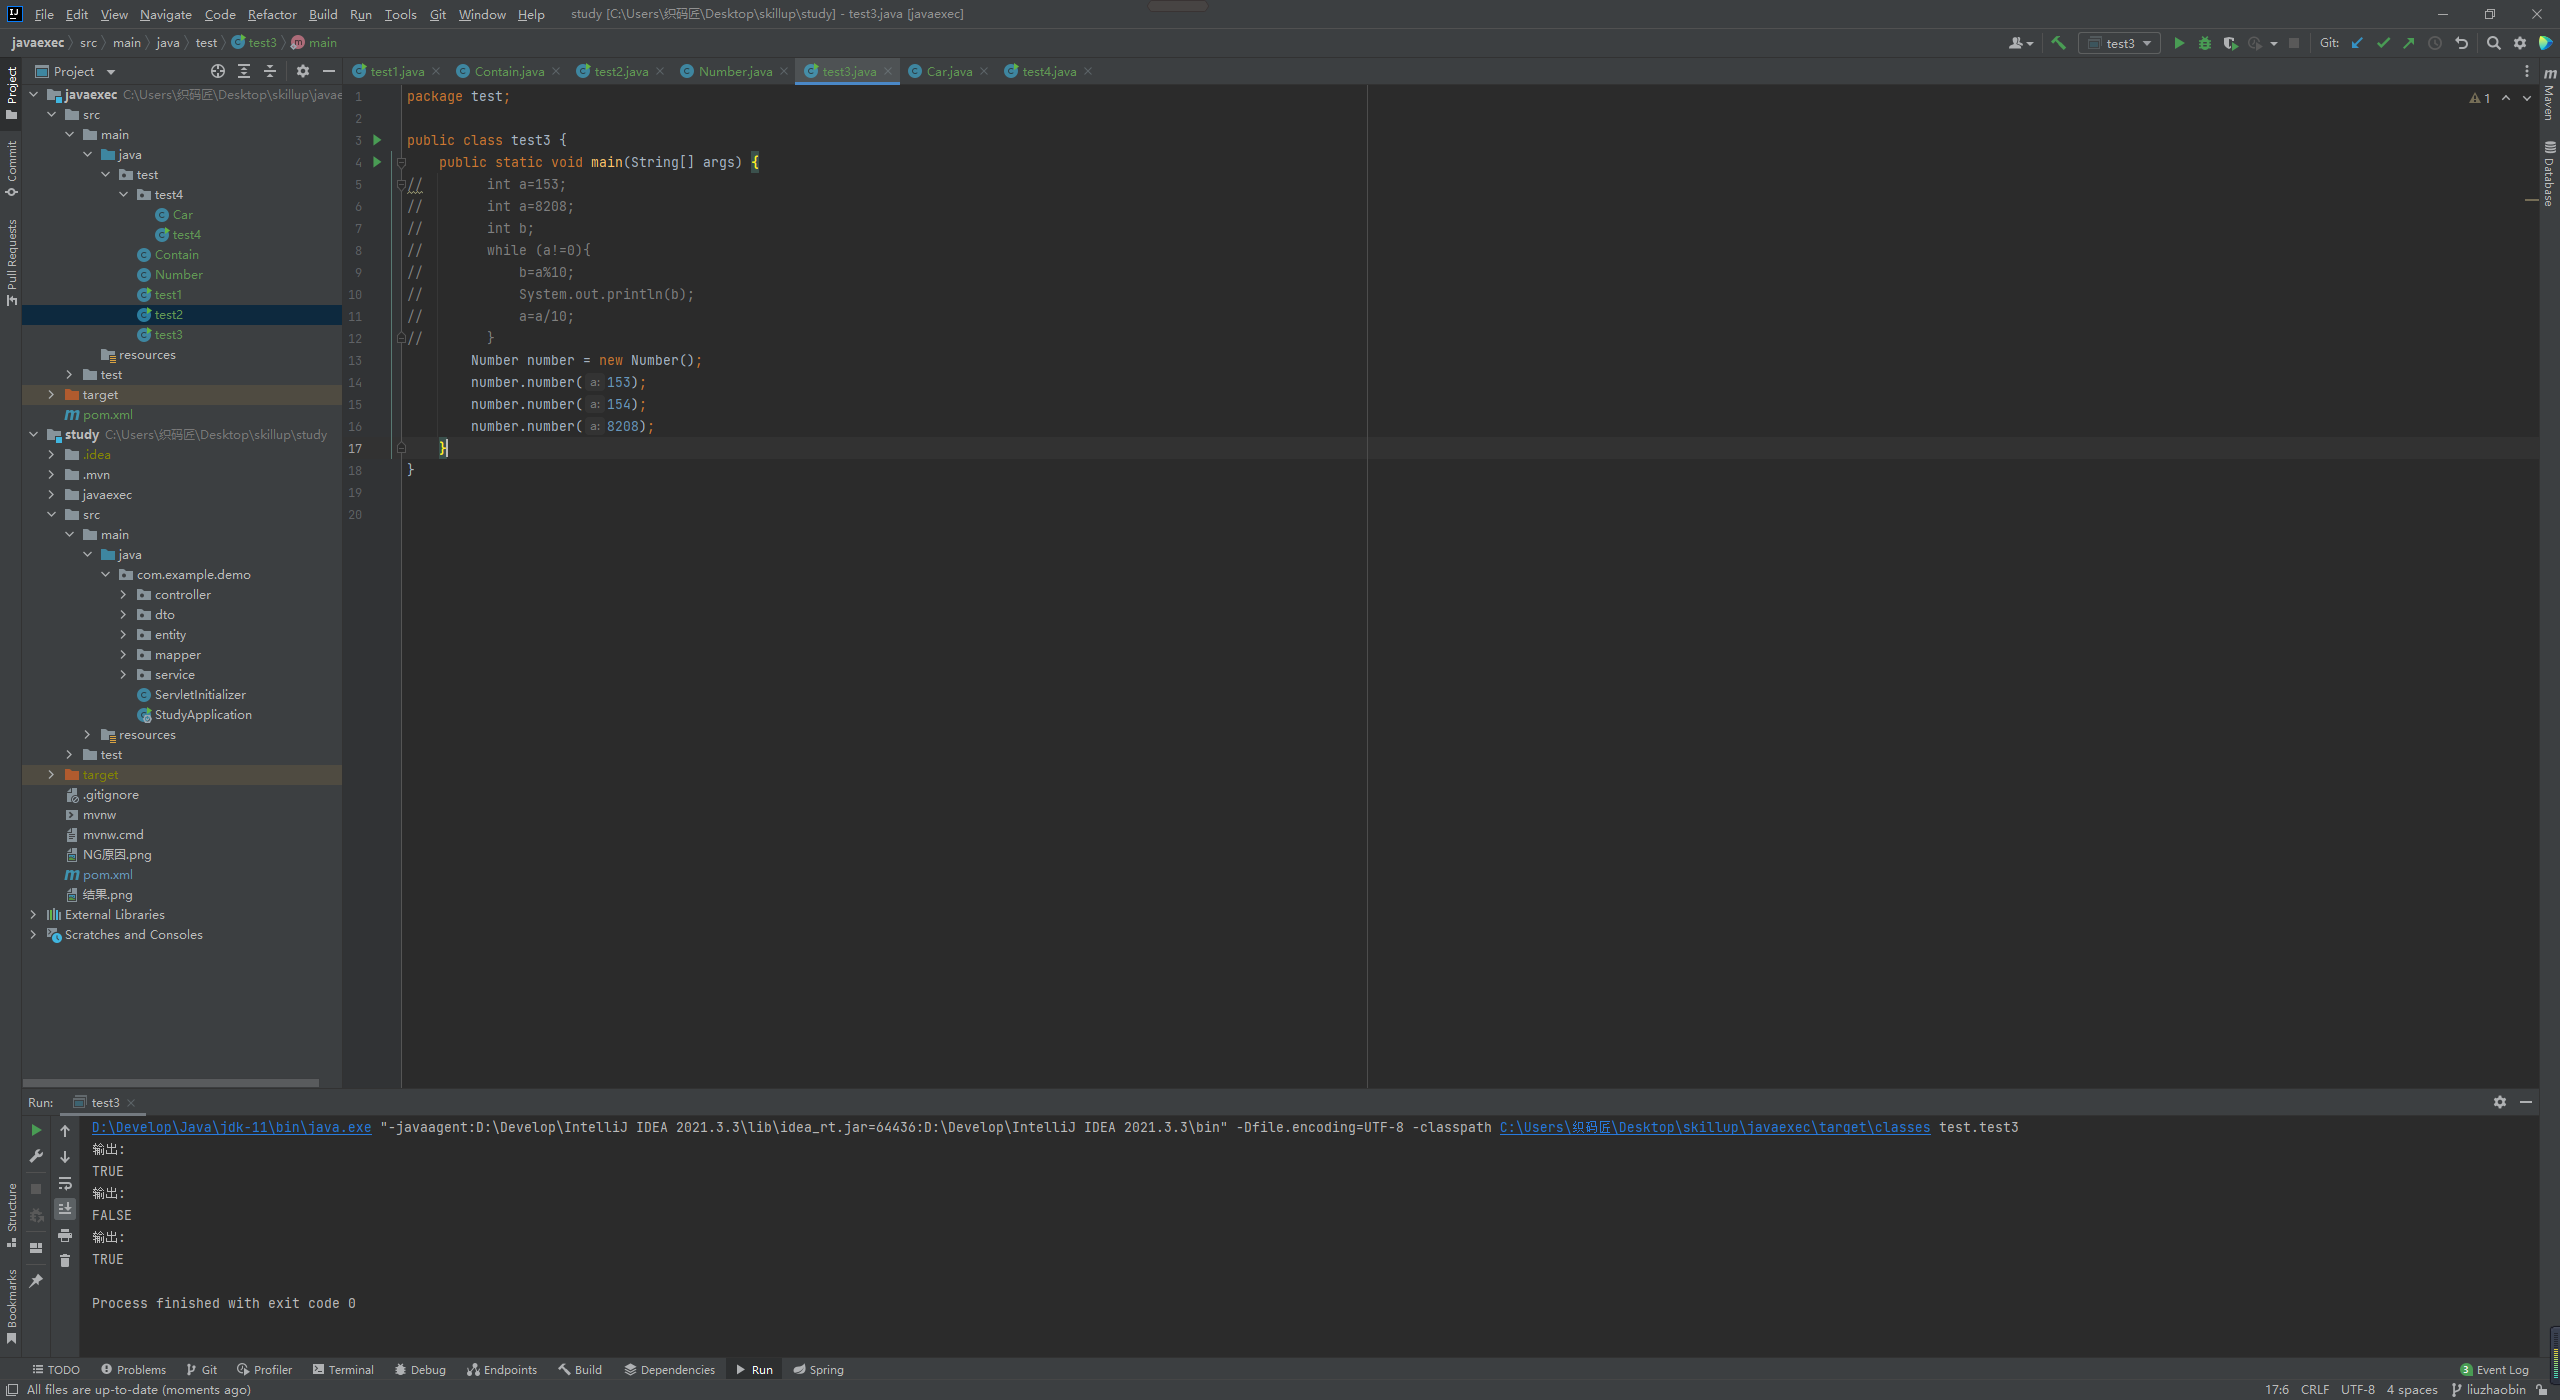 File Edit View Navigate Code Refactor Build Run Tools Git Window Help study [C:\Users\织码匠\Desktop\skillup\study] - test3.java [javaexec]
javaexec src main java test test3 main
test3 Git:
Project
test1.java Contain.java test2.java Number.java test3.java Car.java test4.java
javaexec C:\Users\织码匠\Desktop\skillup\javae
src
main
java
test
test4
Car
test4
Contain
Number
test1
test2
test3
resources
test
target
pom.xml
study C:\Users\织码匠\Desktop\skillup\study
.idea
.mvn
javaexec
src
main
java
com.example.demo
controller
dto
entity
mapper
service
ServletInitializer
StudyApplication
resources
test
target
.gitignore
mvnw
mvnw.cmd
NG原因.png
pom.xml
结果.png
External Libraries
Scratches and Consoles
Project
Commit
Pull Requests
Structure
Bookmarks
1 package test;
2
3 public class test3 {
4 public static void main(String[] args) {
5 // int a=153;
6 // int a=8208;
7 // int b;
8 // while (a!=0){
9 // b=a%10;
10 // System.out.println(b);
11 // a=a/10;
12 // }
13 Number number = new Number();
14 number.number( a: 153);
15 number.number( a: 154);
16 number.number( a: 8208);
17 }
18 }
19
20
1
Maven
Database
Run: test3
D:\Develop\Java\jdk-11\bin\java.exe "-javaagent:D:\Develop\IntelliJ IDEA 2021.3.3\lib\idea_rt.jar=64436:D:\Develop\IntelliJ IDEA 2021.3.3\bin" -Dfile.encoding=UTF-8 -classpath C:\Users\织码匠\Desktop\skillup\javaexec\target\classes test.test3
输出:
TRUE
输出:
FALSE
输出:
TRUE
Process finished with exit code 0
TODO Problems Git Profiler Terminal Debug Endpoints Build Dependencies Run Spring 3 Event Log
All files are up-to-date (moments ago) 17:6 CRLF UTF-8 4 spaces liuzhaobin